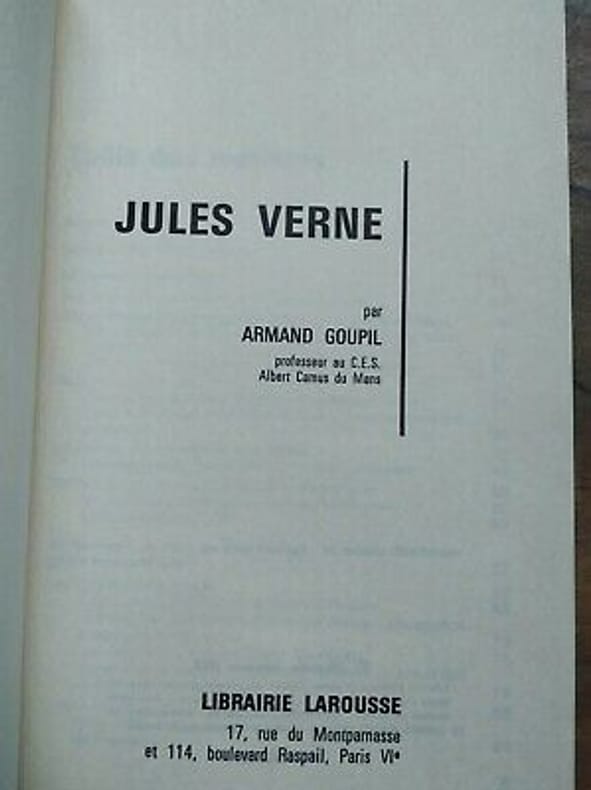 JULES VERNE
par
ARMAND GOUPIL
professeur au C.E.S.
Albert Camus du Mans
LIBRAIRIE LAROUSSE
17, rue du Montparnasse
et 114, boulevard Raspail, Paris VIe